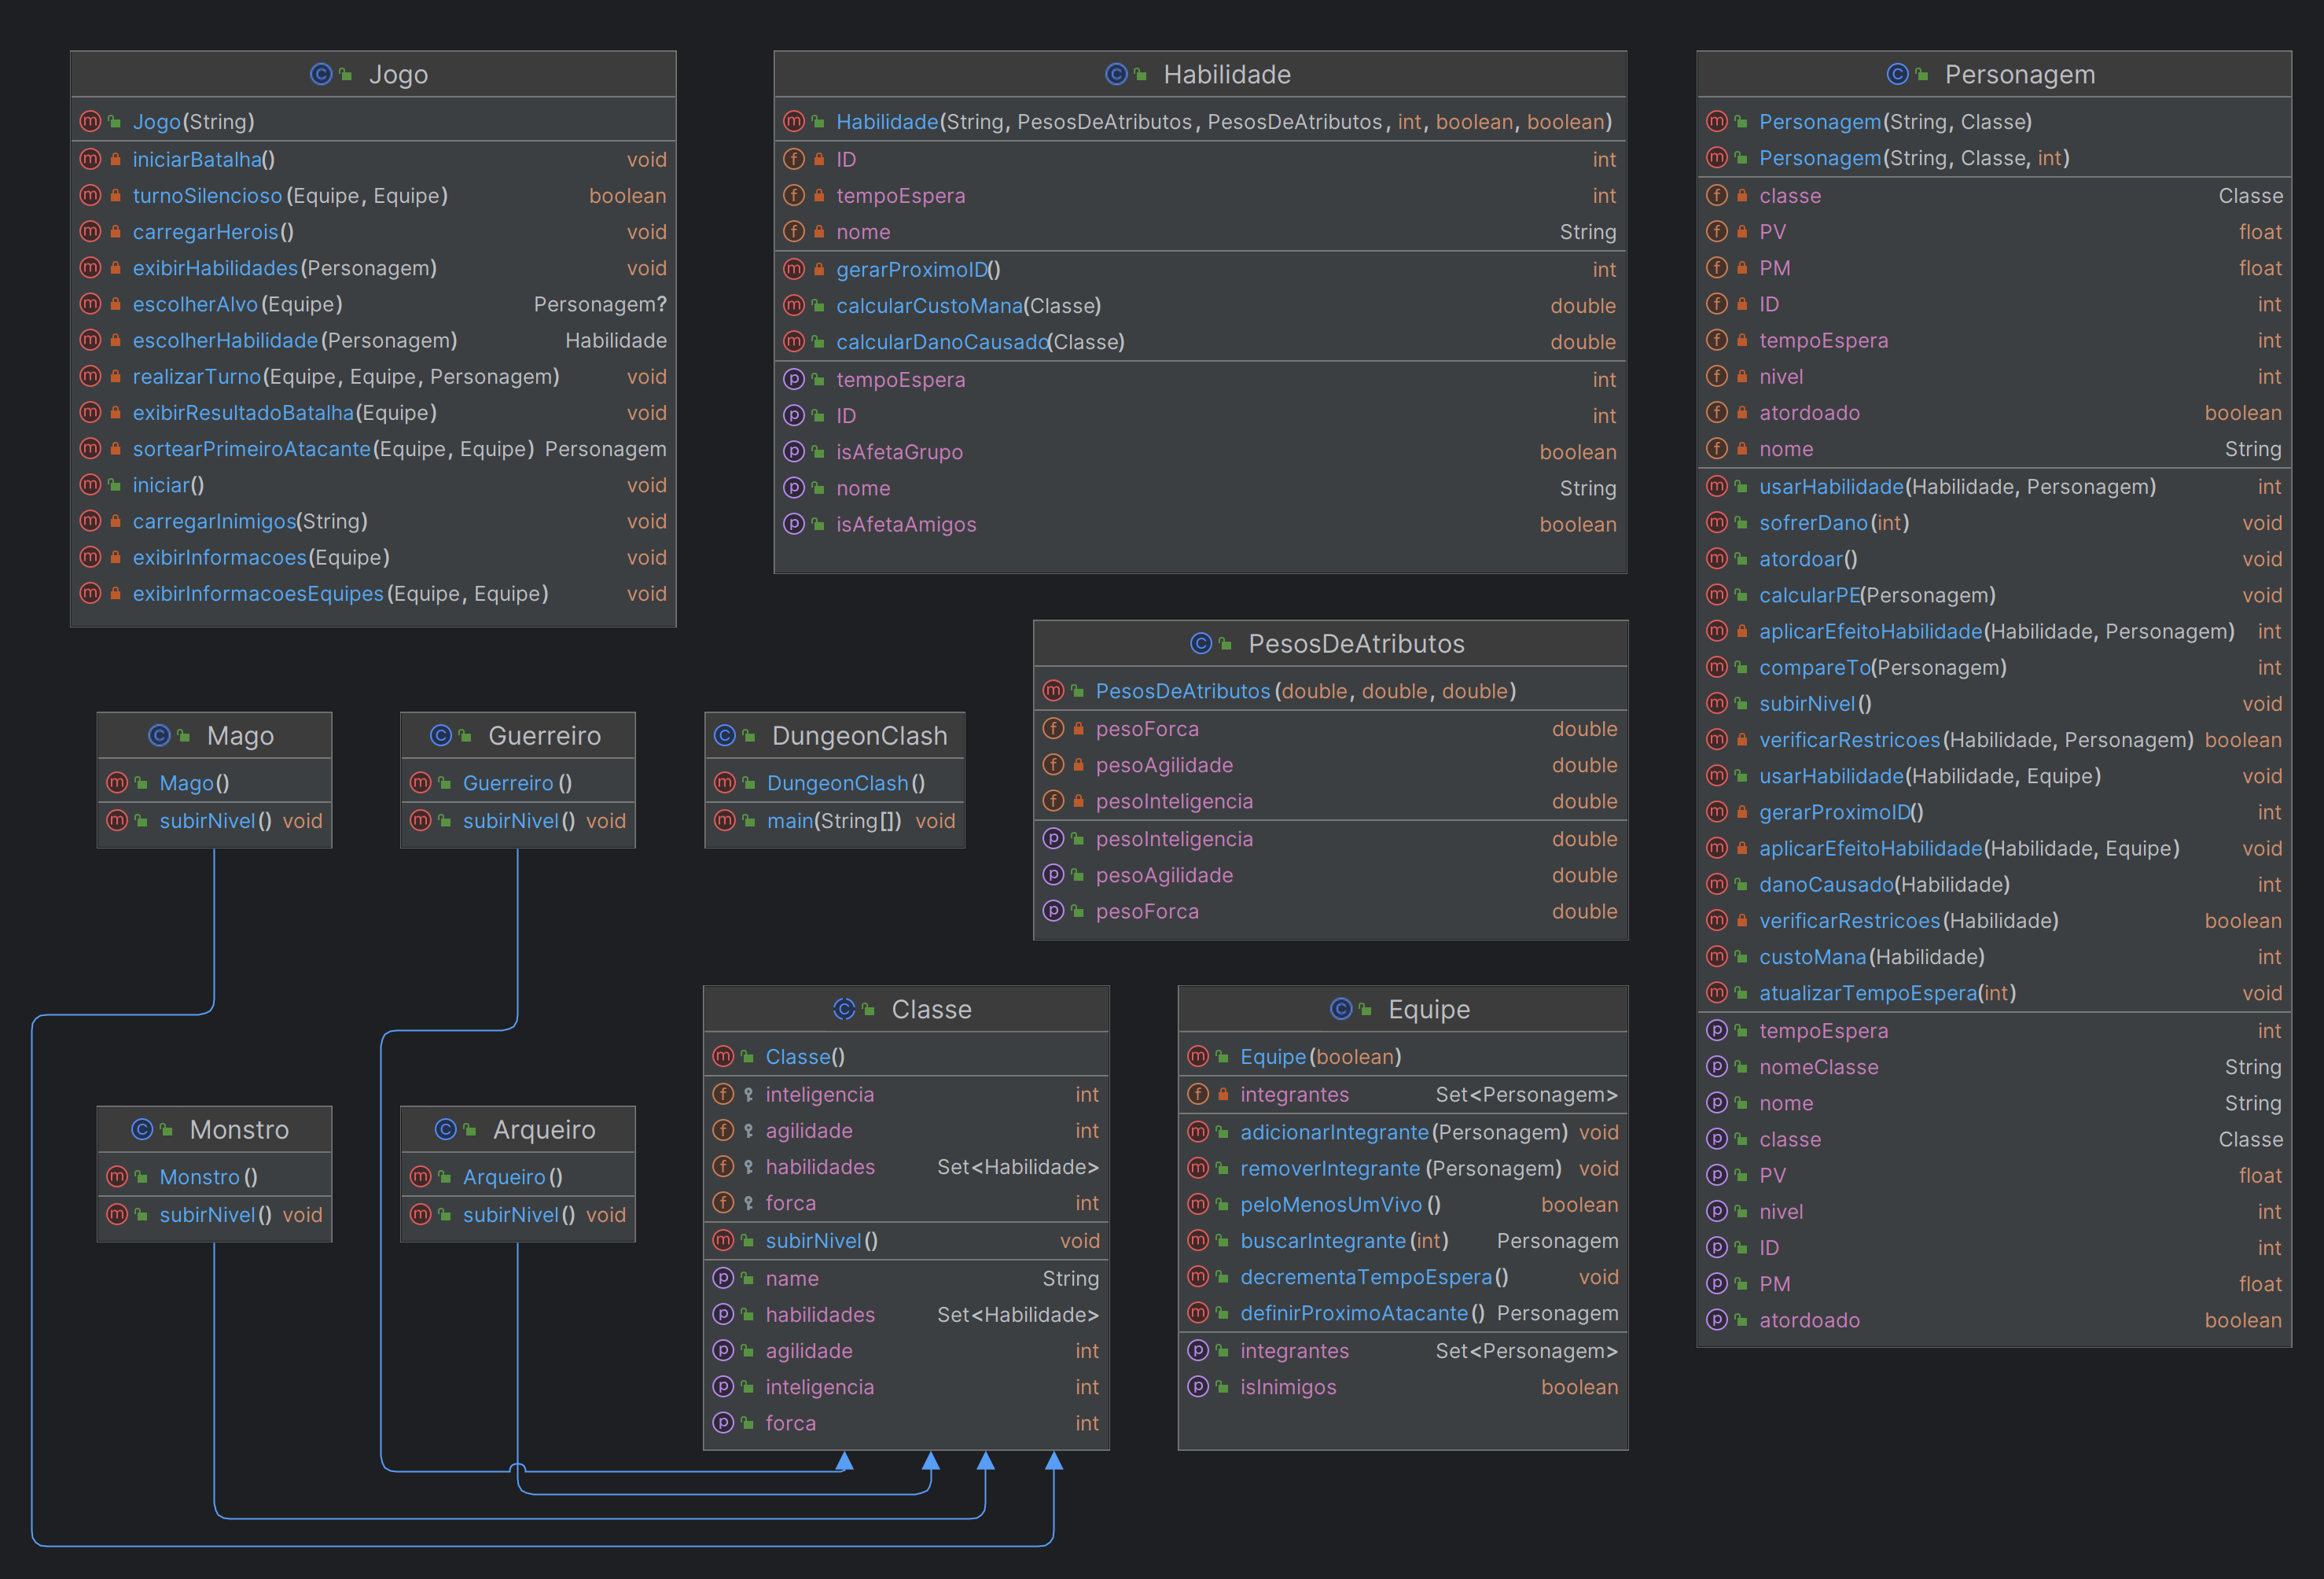 Jogo
Jogo(String)
iniciarBatalha() void
turnoSilencioso(Equipe, Equipe) boolean
carregarHerois() void
exibirHabilidades(Personagem) void
escolherAlvo(Equipe) Personagem?
escolherHabilidade(Personagem) Habilidade
realizarTurno(Equipe, Equipe, Personagem) void
exibirResultadoBatalha(Equipe) void
sortearPrimeiroAtacante(Equipe, Equipe) Personagem
iniciar() void
carregarInimigos(String) void
exibirInformacoes(Equipe) void
exibirInformacoesEquipes(Equipe, Equipe) void
Habilidade
Habilidade(String, PesosDeAtributos, PesosDeAtributos, int, boolean, boolean)
ID int
tempoEspera int
nome String
gerarProximoID() int
calcularCustoMana(Classe) double
calcularDanoCausado(Classe) double
tempoEspera int
ID int
isAfetaGrupo boolean
nome String
isAfetaAmigos boolean
Personagem
Personagem(String, Classe)
Personagem(String, Classe, int)
classe Classe
PV float
PM float
ID int
tempoEspera int
nivel int
atordoado boolean
nome String
usarHabilidade(Habilidade, Personagem) int
sofrerDano(int) void
atordoar() void
calcularPE(Personagem) void
aplicarEfeitoHabilidade(Habilidade, Personagem) int
compareTo(Personagem) int
subirNivel() void
verificarRestricoes(Habilidade, Personagem) boolean
usarHabilidade(Habilidade, Equipe) void
gerarProximoID() int
aplicarEfeitoHabilidade(Habilidade, Equipe) void
danoCausado(Habilidade) int
verificarRestricoes(Habilidade) boolean
custoMana(Habilidade) int
atualizarTempoEspera(int) void
tempoEspera int
nomeClasse String
nome String
classe Classe
PV float
nivel int
ID int
PM float
atordoado boolean
PesosDeAtributos
PesosDeAtributos(double, double, double)
pesoForca double
pesoAgilidade double
pesoInteligencia double
pesoInteligencia double
pesoAgilidade double
pesoForca double
Mago
Mago()
subirNivel() void
Guerreiro
Guerreiro()
subirNivel() void
DungeonClash
DungeonClash()
main(String[]) void
Monstro
Monstro()
subirNivel() void
Arqueiro
Arqueiro()
subirNivel() void
Classe
Classe()
inteligencia int
agilidade int
habilidades Set<Habilidade>
forca int
subirNivel() void
name String
habilidades Set<Habilidade>
agilidade int
inteligencia int
forca int
Equipe
Equipe(boolean)
integrantes Set<Personagem>
adicionarIntegrante(Personagem) void
removerIntegrante(Personagem) void
peloMenosUmVivo() boolean
buscarIntegrante(int) Personagem
decrementaTempoEspera() void
definirProximoAtacante() Personagem
integrantes Set<Personagem>
isInimigos boolean